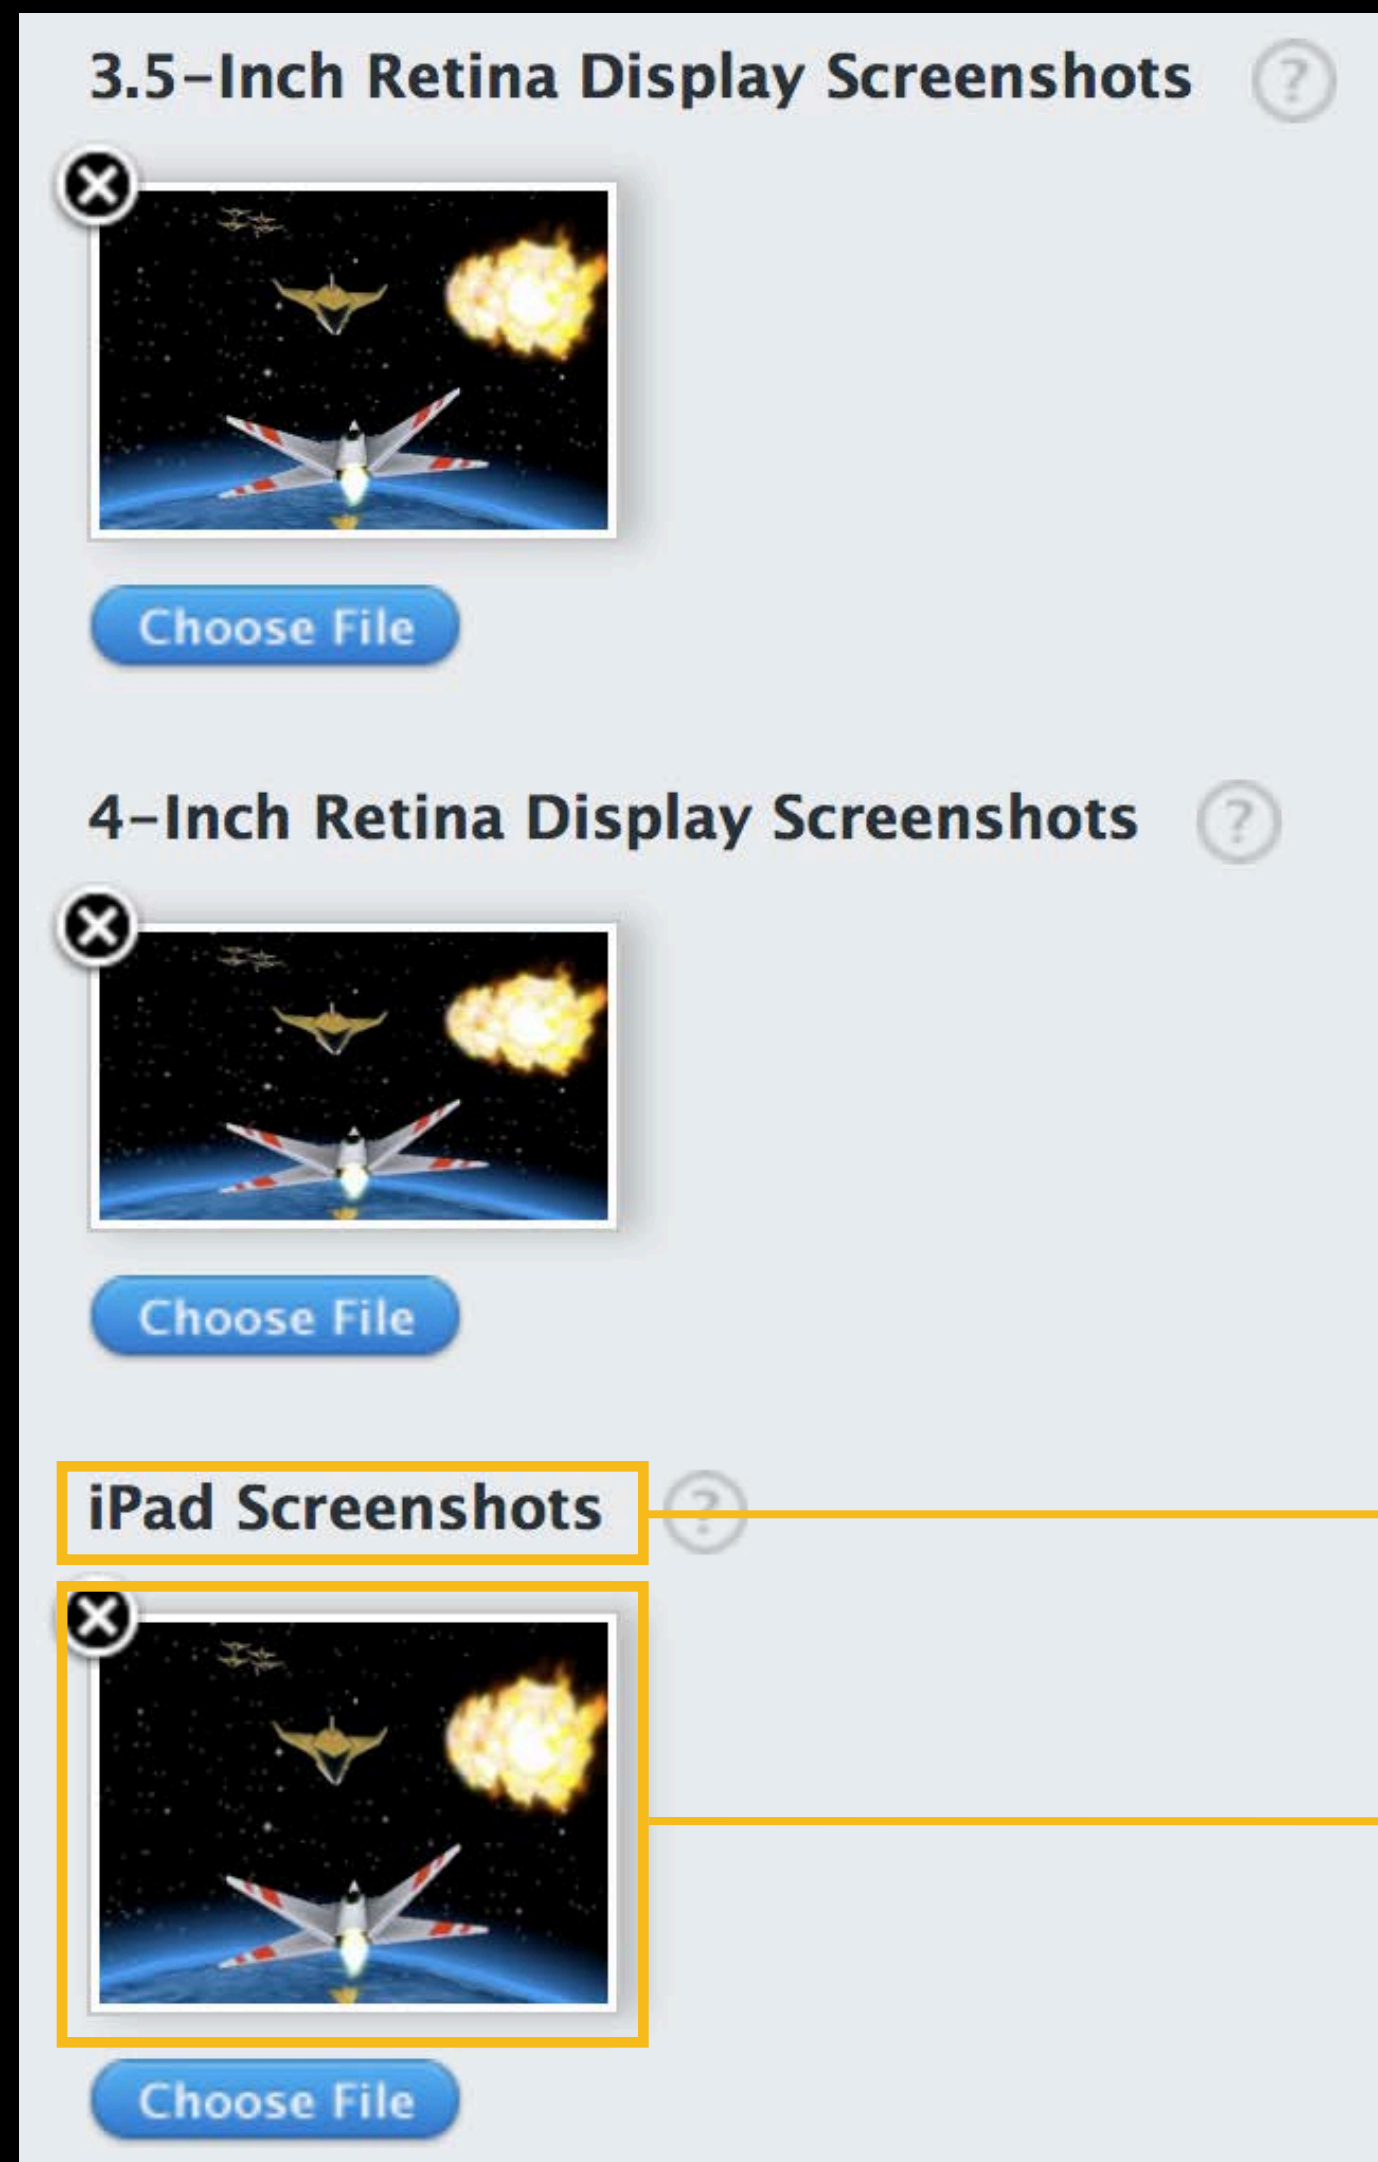 3.5-Inch Retina Display Screenshots ?
Choose File
4-Inch Retina Display Screenshots ?
Choose File
iPad Screenshots ?
Choose File